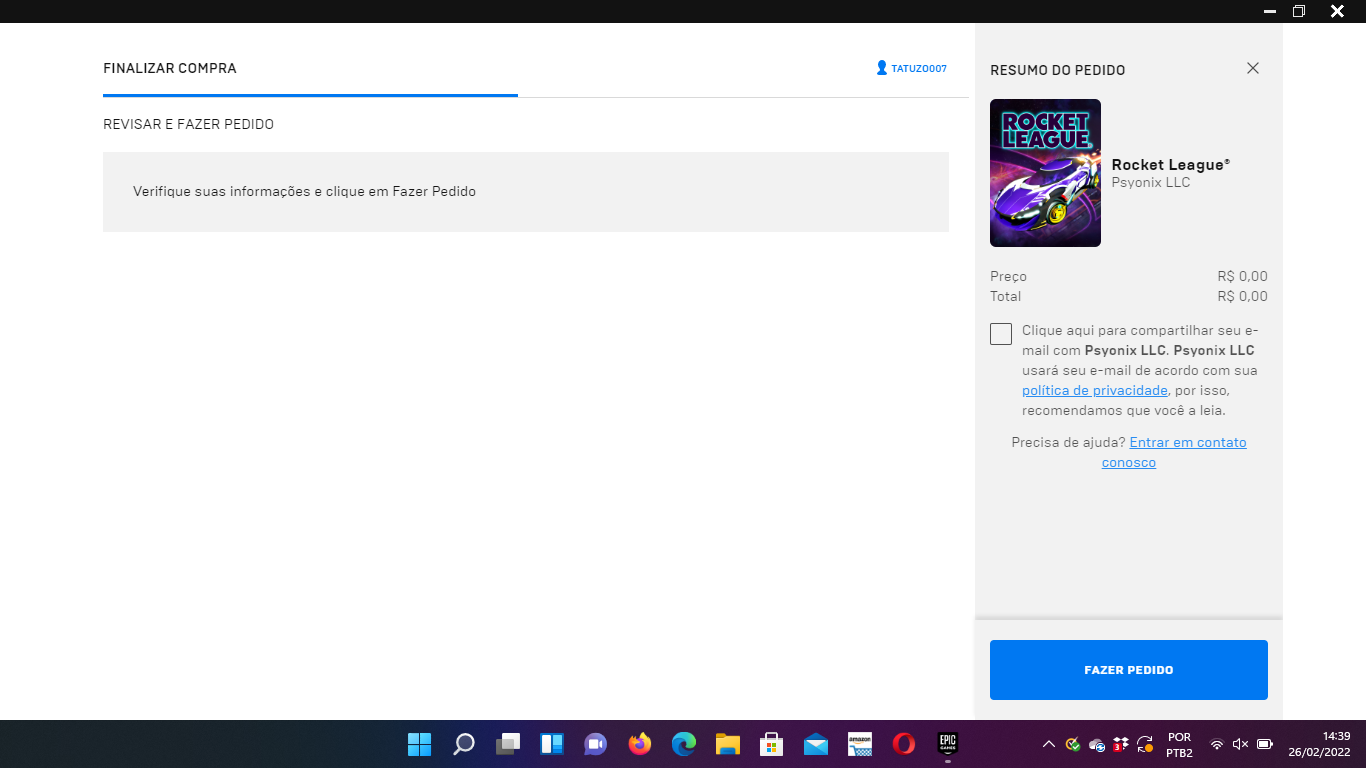 FINALIZAR COMPRA
TATUZO007
REVISAR E FAZER PEDIDO
Verifique suas informações e clique em Fazer Pedido
RESUMO DO PEDIDO
ROCKET
LEAGUE
Rocket League®
Psyonix LLC
Preço R$ 0,00
Total R$ 0,00
Clique aqui para compartilhar seu e-
mail com Psyonix LLC. Psyonix LLC
usará seu e-mail de acordo com sua
política de privacidade, por isso,
recomendamos que você a leia.
Precisa de ajuda? Entrar em contato
conosco
FAZER PEDIDO
amazon
EPIC
GAMES
3
POR
PTB2
14:39
26/02/2022